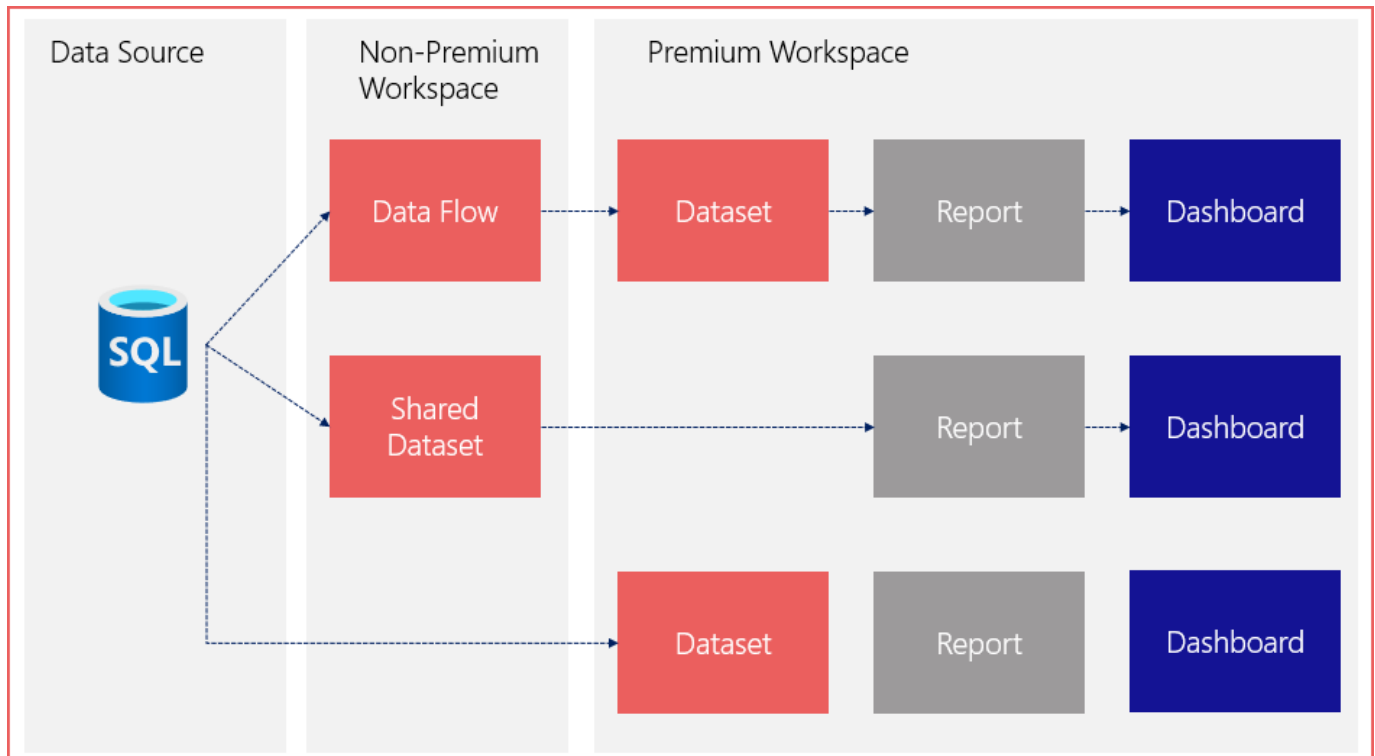 Data Source
Non-Premium
Workspace
Premium Workspace
Data Flow
Dataset
Report
Dashboard
SQL
Shared
Dataset
Report
Dashboard
Dataset
Report
Dashboard